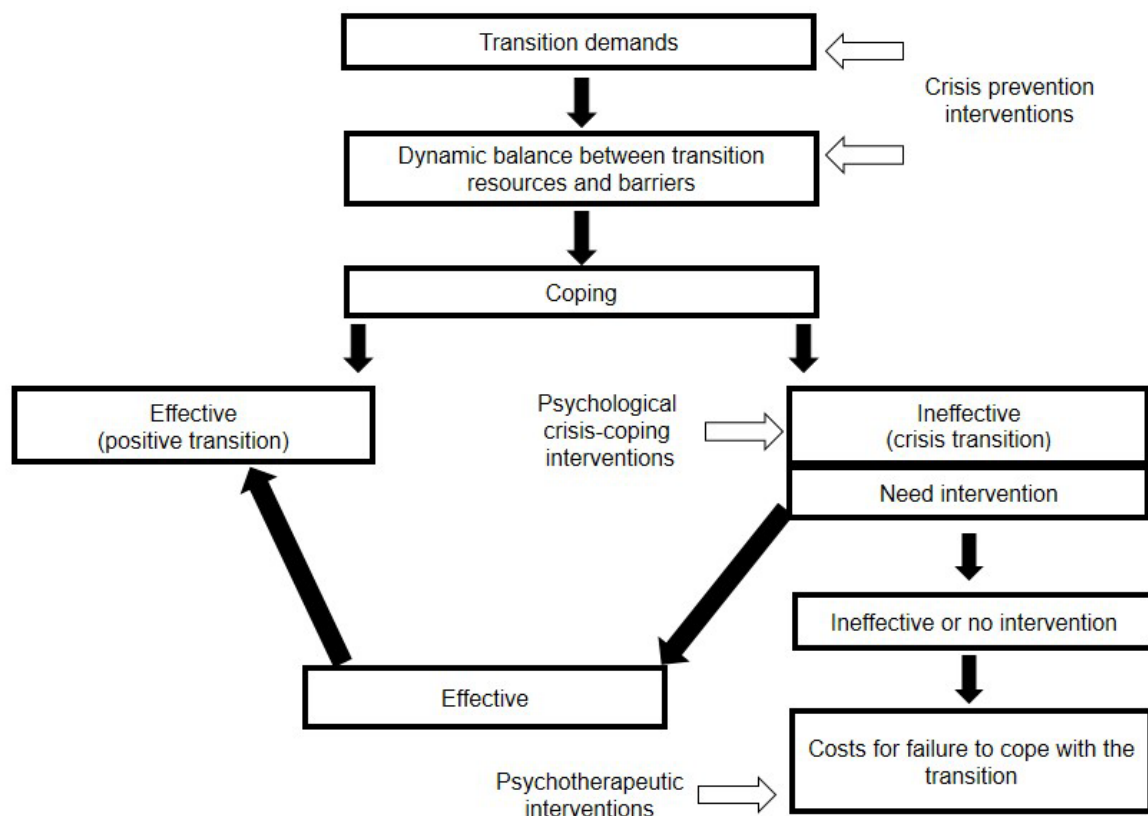 Transition demands
Crisis prevention
interventions
Dynamic balance between transition
resources and barriers
Coping
Effective
(positive transition)
Psychological
crisis-coping
interventions
Ineffective
(crisis transition)
Need intervention
Ineffective or no intervention
Effective
Costs for failure to cope with the
transition
Psychotherapeutic
interventions